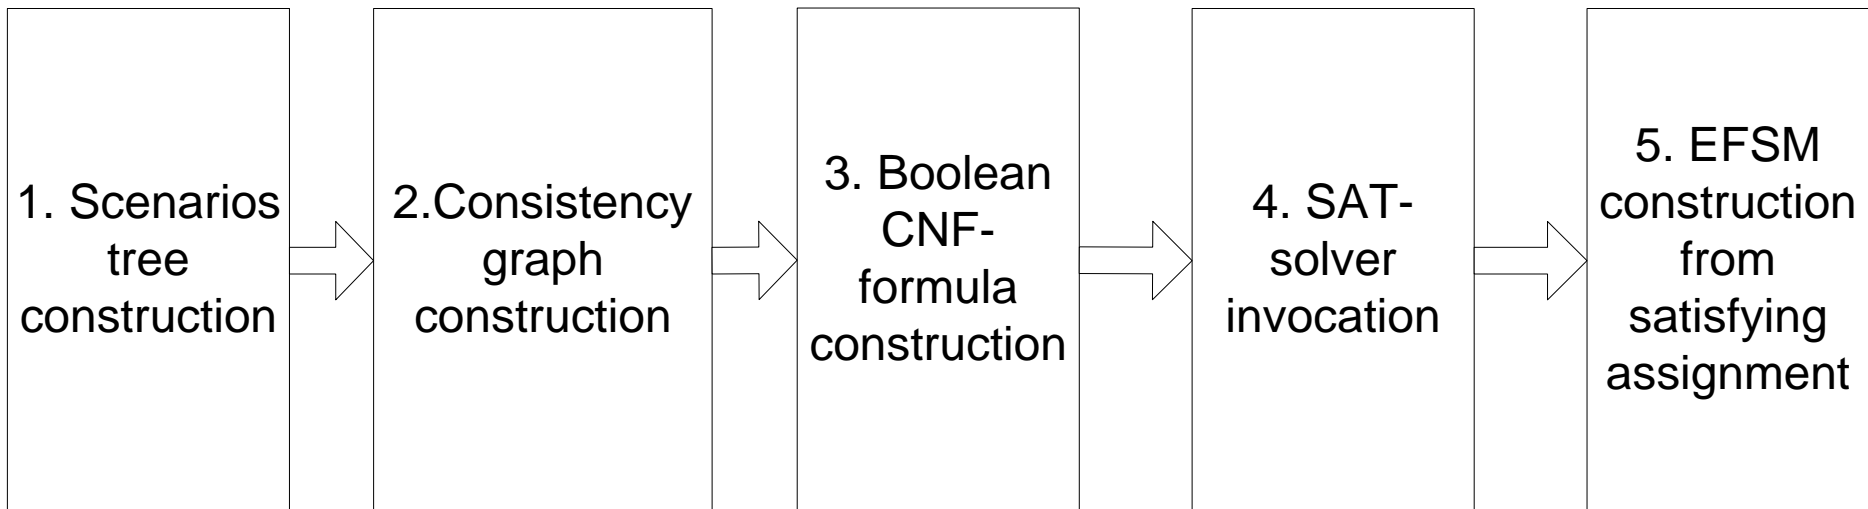 1. Scenarios
tree
construction
2.Consistency
graph
construction
3. Boolean
CNF-
formula
construction
4. SAT-
solver
invocation
5. EFSM
construction
from
satisfying
assignment